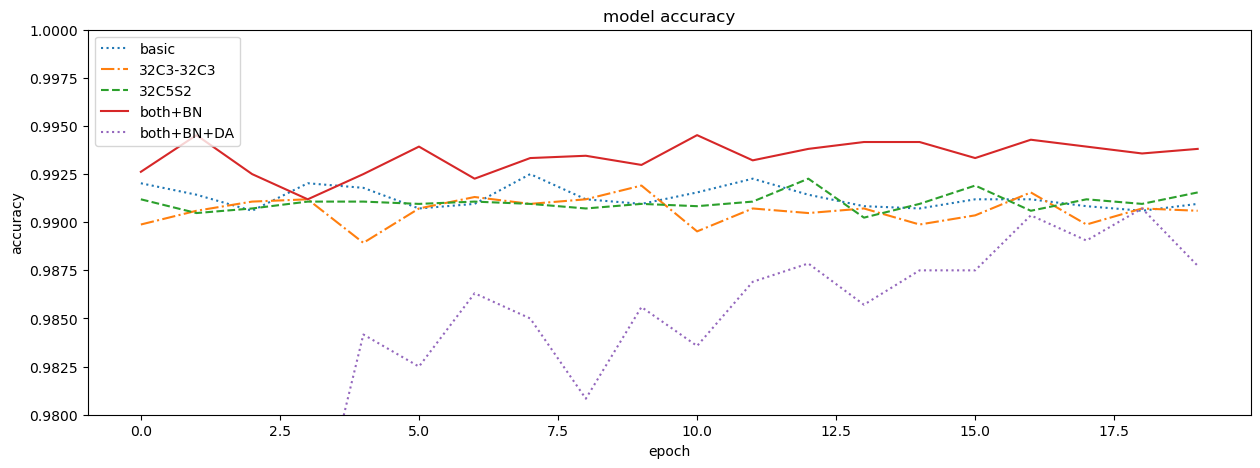 model accuracy
1.0000
0.9975
0.9950
0.9925
0.9900
0.9875
0.9850
0.9825
0.9800
accuracy
basic
32C3-32C3
32C5S2
both+BN
both+BN+DA
0.0 2.5 5.0 7.5 10.0 12.5 15.0 17.5
epoch